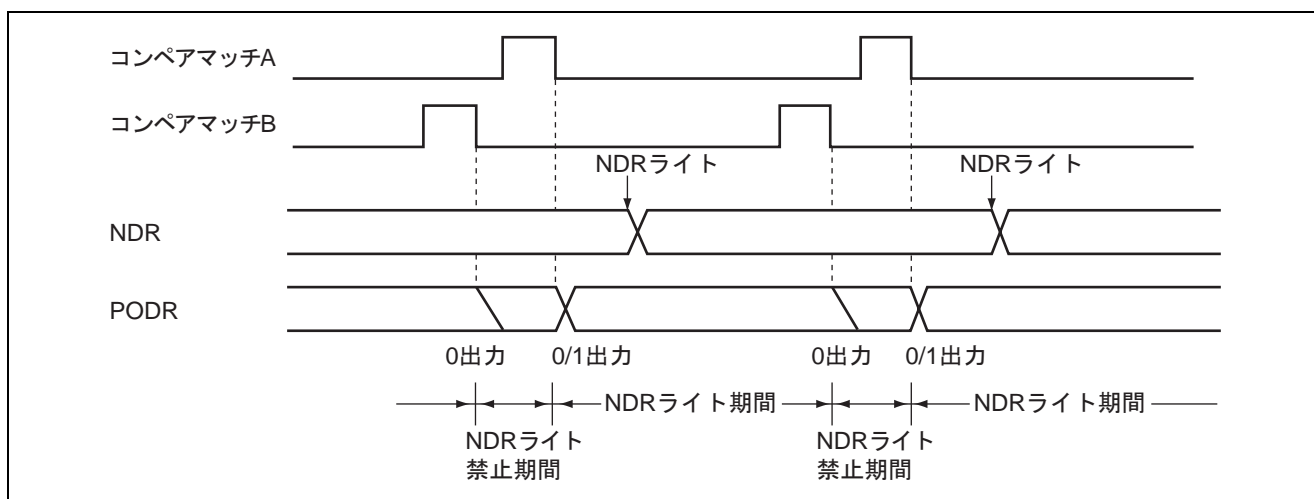 コンペアマッチA
コンペアマッチB
NDRライト
NDRライト
NDR
PODR
0出力
0/1出力
0出力
0/1出力
NDRライト期間
NDRライト期間
NDRライト
禁止期間
NDRライト
禁止期間